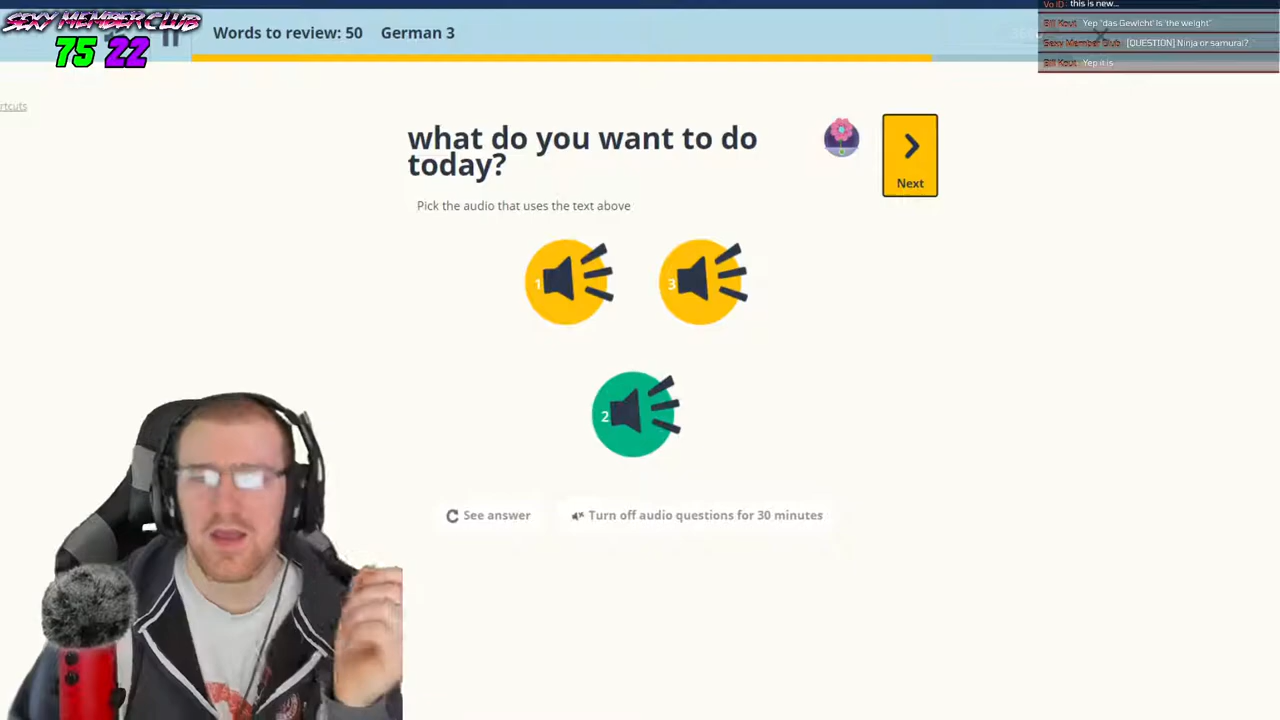 SEXY MEMBER CLUB
75 22
Words to review: 50 German 3
Vo ID: this is new...
Bill Kout: Yep "das Gewicht' is 'the weight"
Sexy Member Club [QUESTION] Ninja or samurai?
Bill Kout: Yep it is
rtcuts
what do you want to do
today?
Next
Pick the audio that uses the text above
1
3
2
See answer
Turn off audio questions for 30 minutes